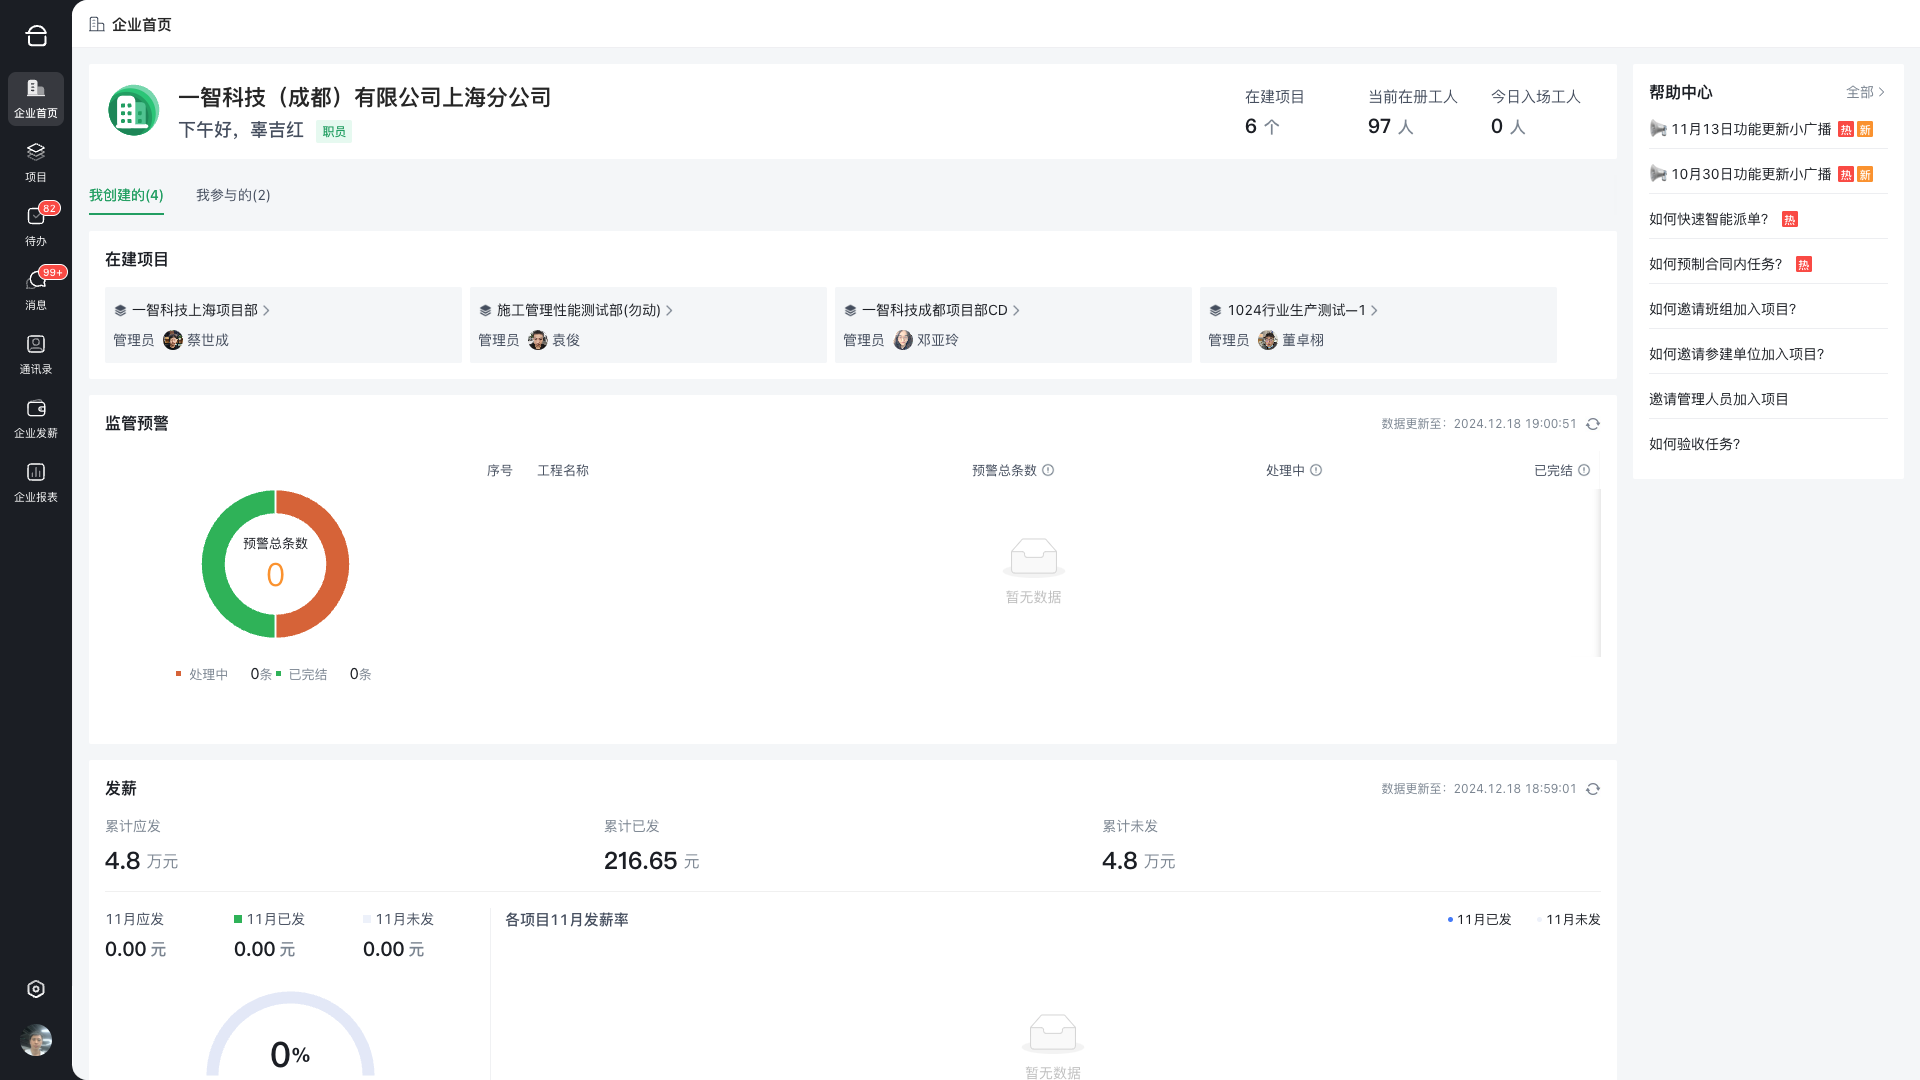 企业首页
企业首页
项目
82
待办
99+
消息
通讯录
企业发薪
企业报表
一智科技（成都）有限公司上海分公司
下午好，辜吉红 职员
在建项目
6 个
当前在册工人
97 人
今日入场工人
0 人
我创建的(4)
我参与的(2)
在建项目
一智科技上海项目部
管理员 蔡世成
施工管理性能测试部(勿动)
管理员 袁俊
一智科技成都项目部CD
管理员 邓亚玲
1024行业生产测试—1
管理员 董卓栩
监管预警
数据更新至：2024.12.18 19:00:51
序号 工程名称 预警总条数 处理中 已完结
预警总条数
0
处理中 0条 已完结 0条
暂无数据
发薪
数据更新至：2024.12.18 18:59:01
累计应发
4.8 万元
累计已发
216.65 元
累计未发
4.8 万元
11月应发
0.00 元
11月已发
0.00 元
11月未发
0.00 元
0%
各项目11月发薪率
11月已发 11月未发
暂无数据
帮助中心 全部
11月13日功能更新小广播 热 新
10月30日功能更新小广播 热 新
如何快速智能派单？ 热
如何预制合同内任务？ 热
如何邀请班组加入项目？
如何邀请参建单位加入项目？
邀请管理人员加入项目
如何验收任务？